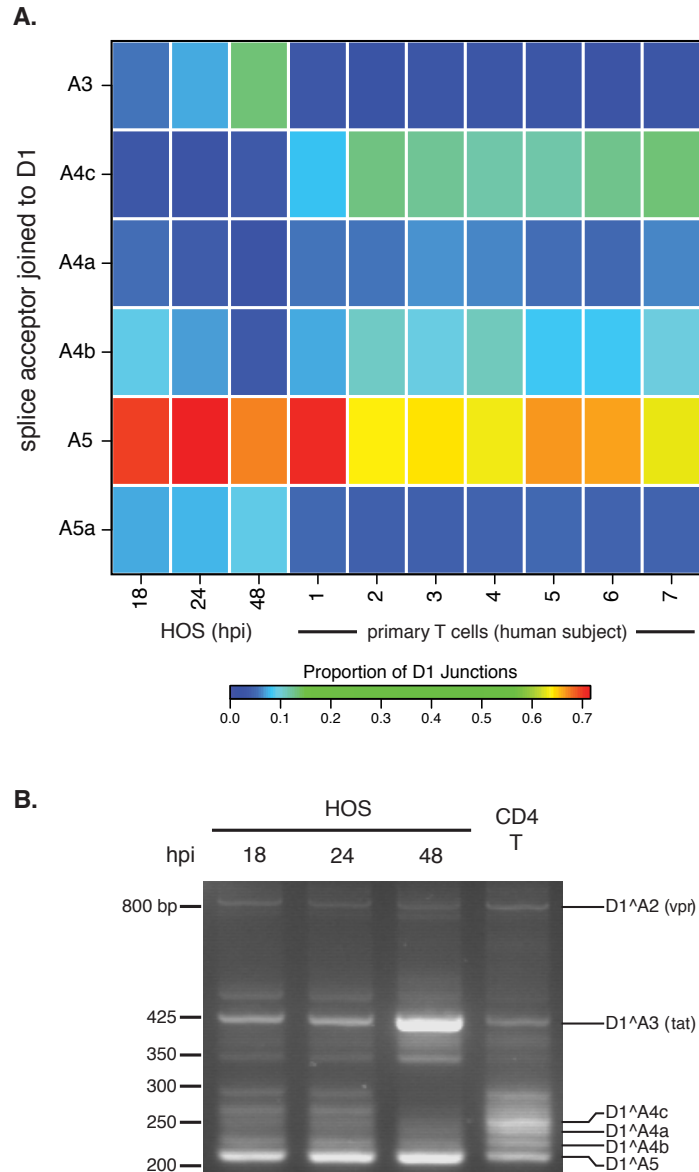 A.
splice acceptor joined to D1
A3
A4c
A4a
A4b
A5
A5a
18 24 48 1 2 3 4 5 6 7
HOS (hpi) primary T cells (human subject)
Proportion of D1 Junctions
0.0 0.1 0.2 0.3 0.4 0.5 0.6 0.7
B.
HOS CD4 T
hpi 18 24 48
800 bp
425
350
300
250
200
D1^A2 (vpr)
D1^A3 (tat)
D1^A4c
D1^A4a
D1^A4b
D1^A5